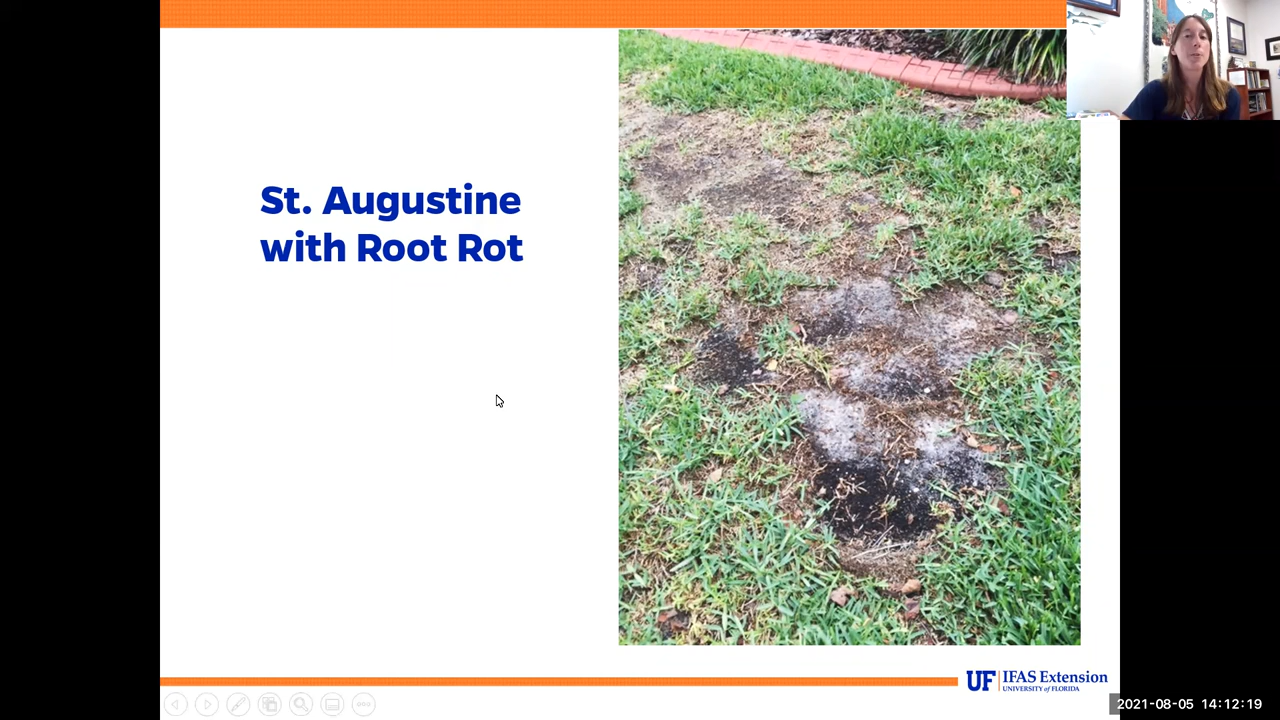 St. Augustine
with Root Rot
UF IFAS Extension
UNIVERSITY of FLORIDA
2021-08-05 14:12:19